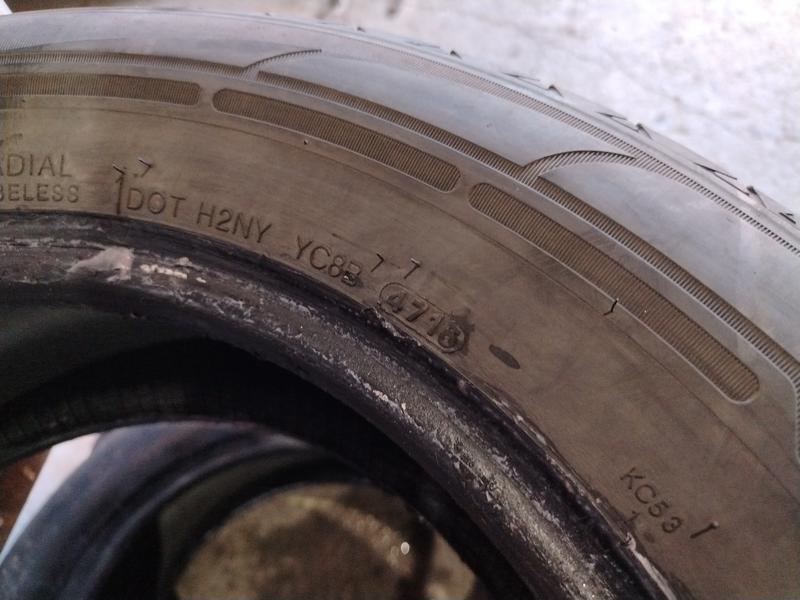 RADIAL
TUBELESS
DOT H2NY YC8B 4718
KC53